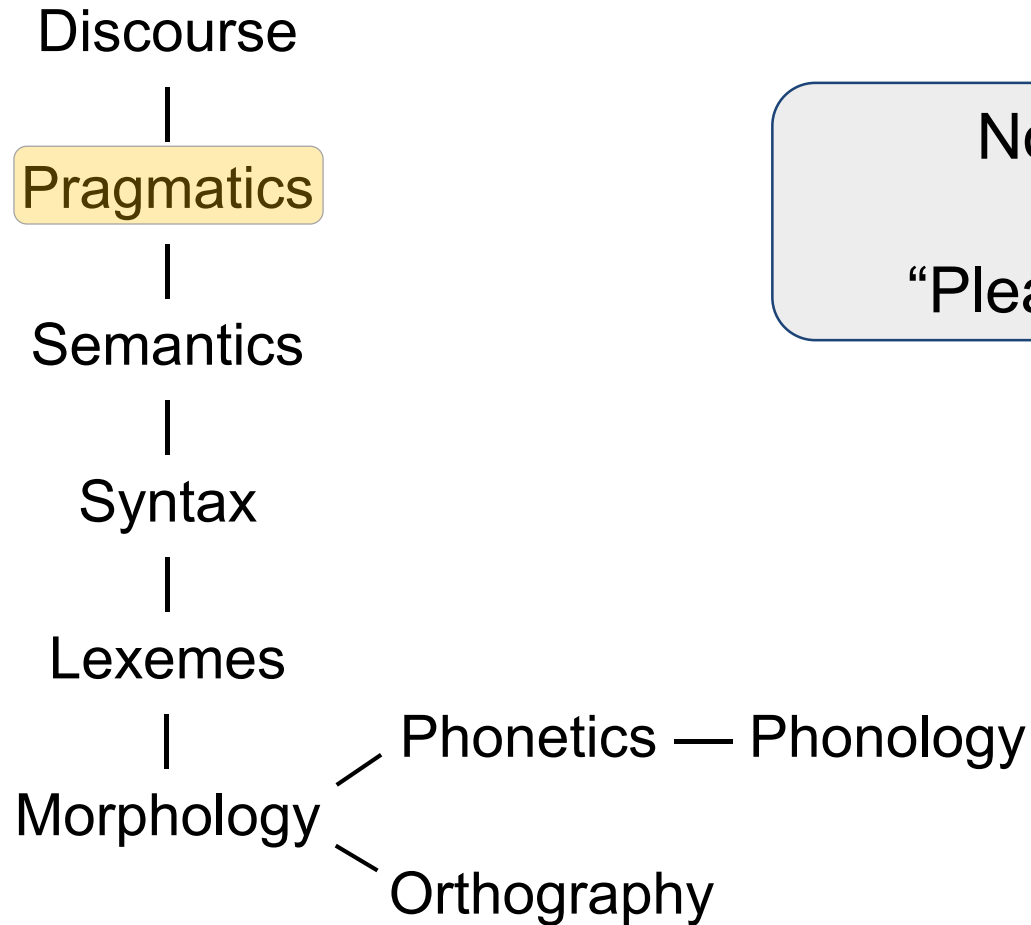 Discourse
Pragmatics
Semantics
Syntax
Lexemes
Morphology
Phonetics — Phonology
Orthography